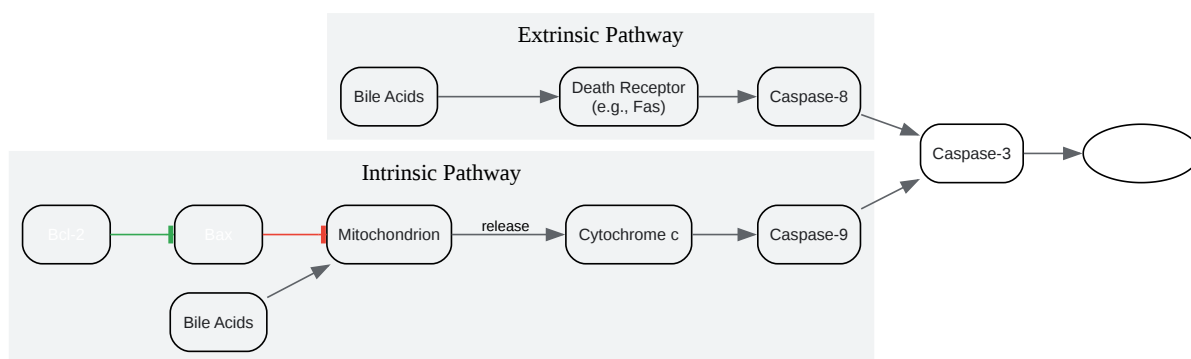 Extrinsic Pathway
Bile Acids
Death Receptor
(e.g., Fas)
Caspase-8
Caspase-3
Intrinsic Pathway
Bcl-2
Bax
Mitochondrion
release
Cytochrome c
Caspase-9
Bile Acids